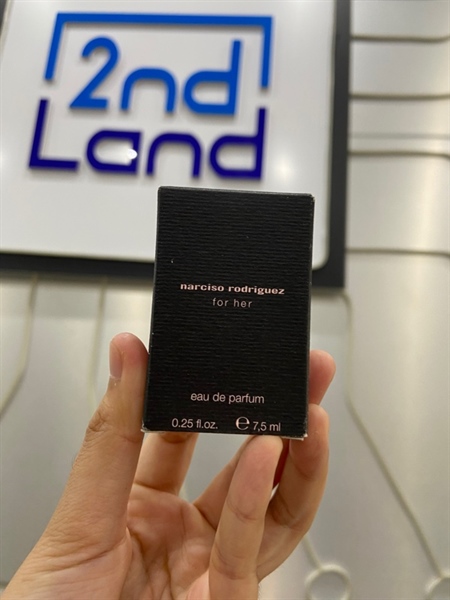 2nd
Land
narciso rodriguez
for her
eau de parfum
0.25 fl.oz. ℮ 7,5 ml